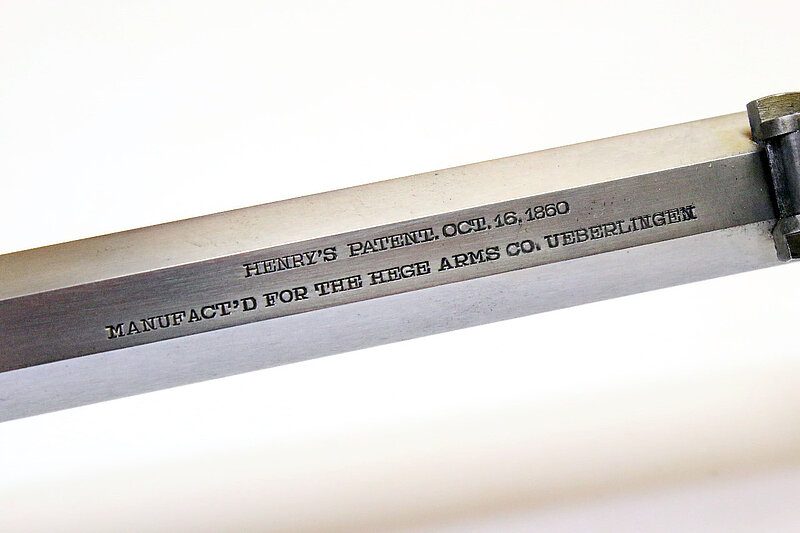 HENRY'S PATENT. OCT. 16. 1860
MANUFACT'D FOR THE HEGE ARMS CO. UEBERLINGEN